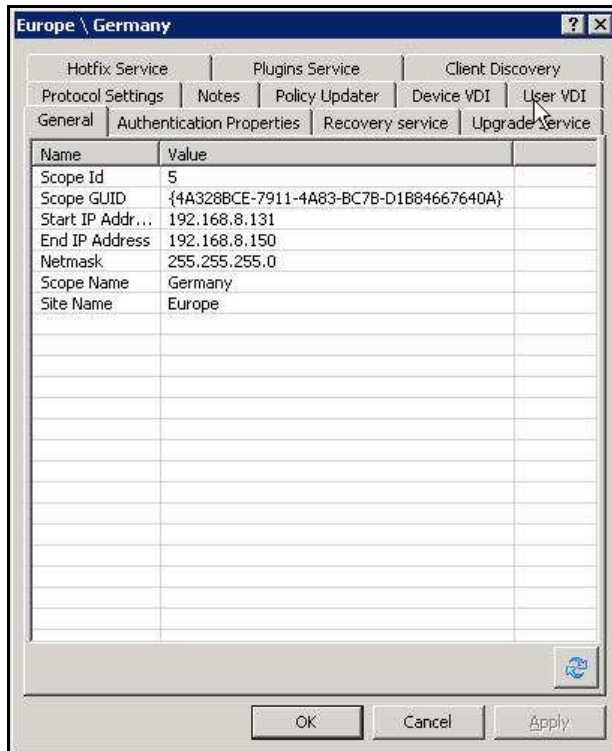 Europe \ Germany
Hotfix Service Plugins Service Client Discovery
Protocol Settings Notes Policy Updater Device VDI User VDI
General Authentication Properties Recovery service Upgrade Service
Name Value
Scope Id 5
Scope GUID {4A328BCE-7911-4A83-BC7B-D1B84667640A}
Start IP Addr... 192.168.8.131
End IP Address 192.168.8.150
Netmask 255.255.255.0
Scope Name Germany
Site Name Europe
OK Cancel Apply